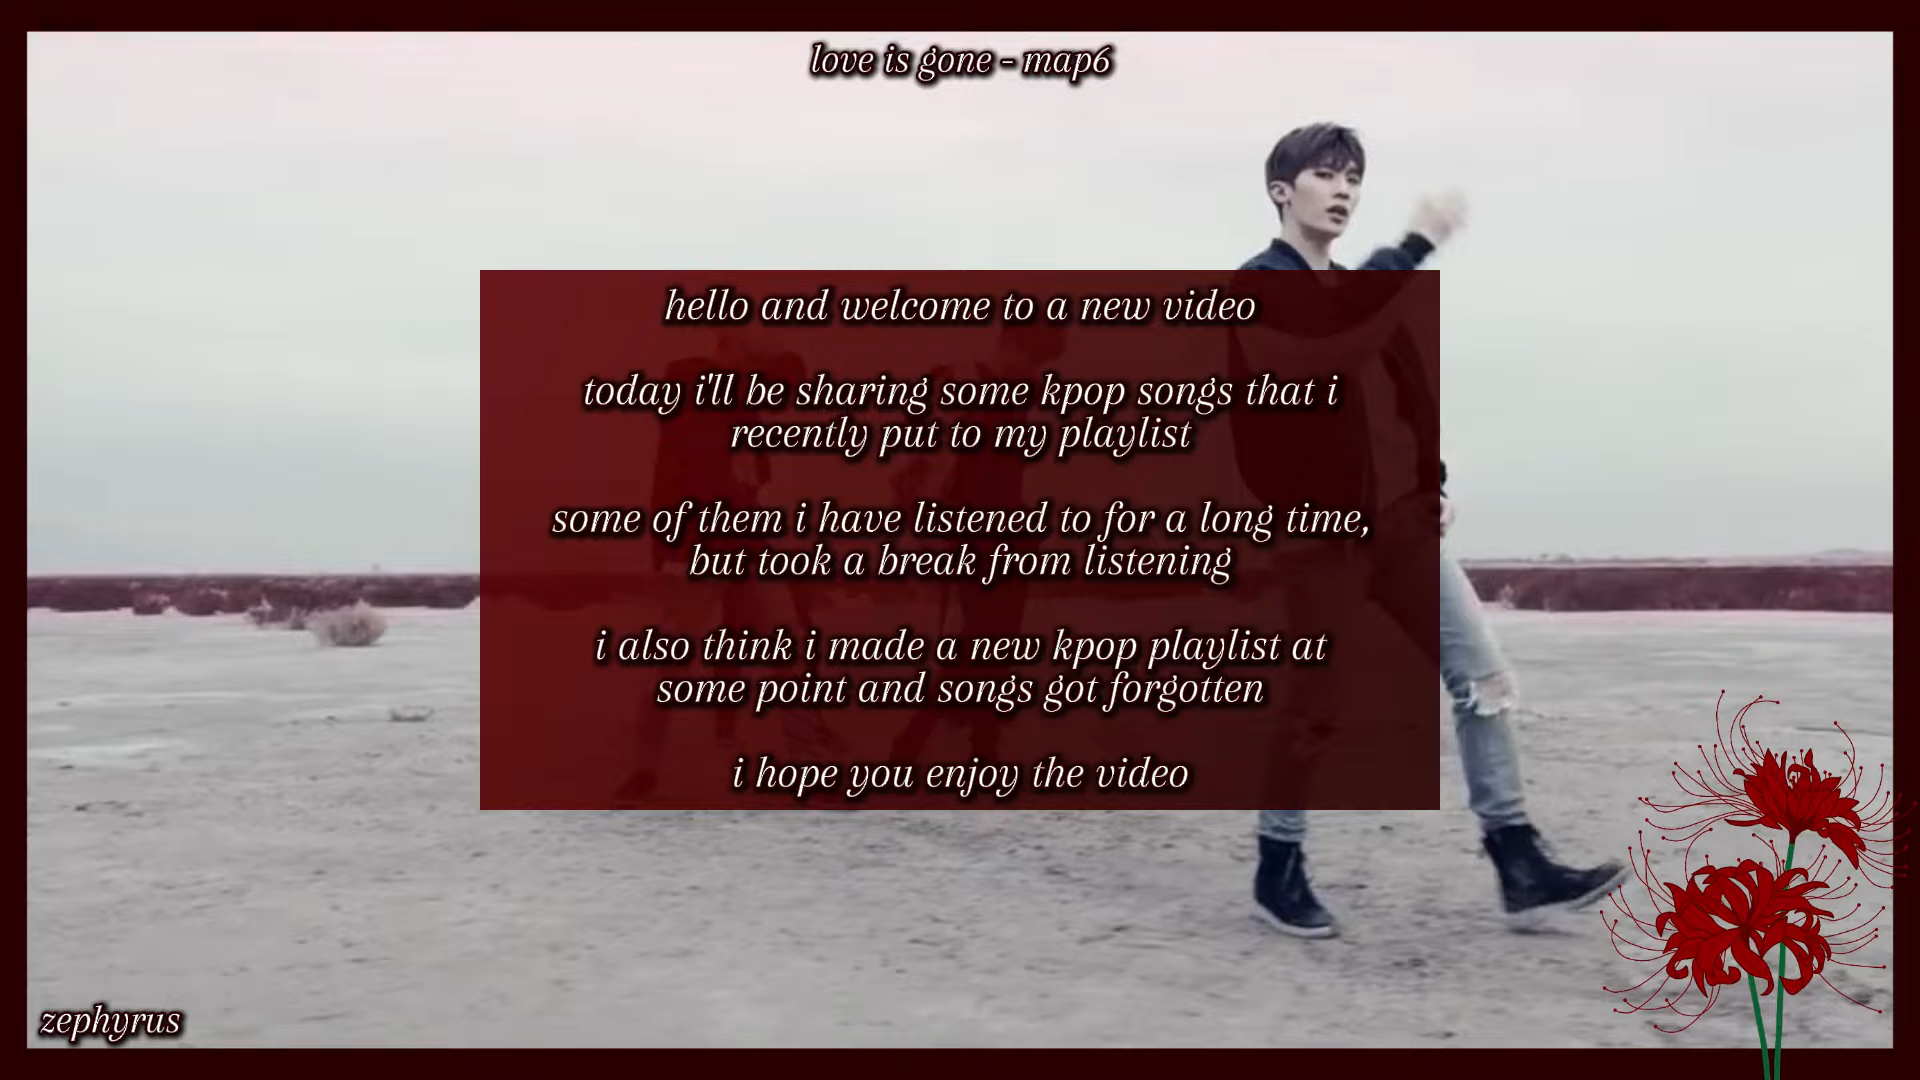 love is gone - map6
hello and welcome to a new video
today i'll be sharing some kpop songs that i
recently put to my playlist
some of them i have listened to for a long time,
but took a break from listening
i also think i made a new kpop playlist at
some point and songs got forgotten
i hope you enjoy the video
zephyrus